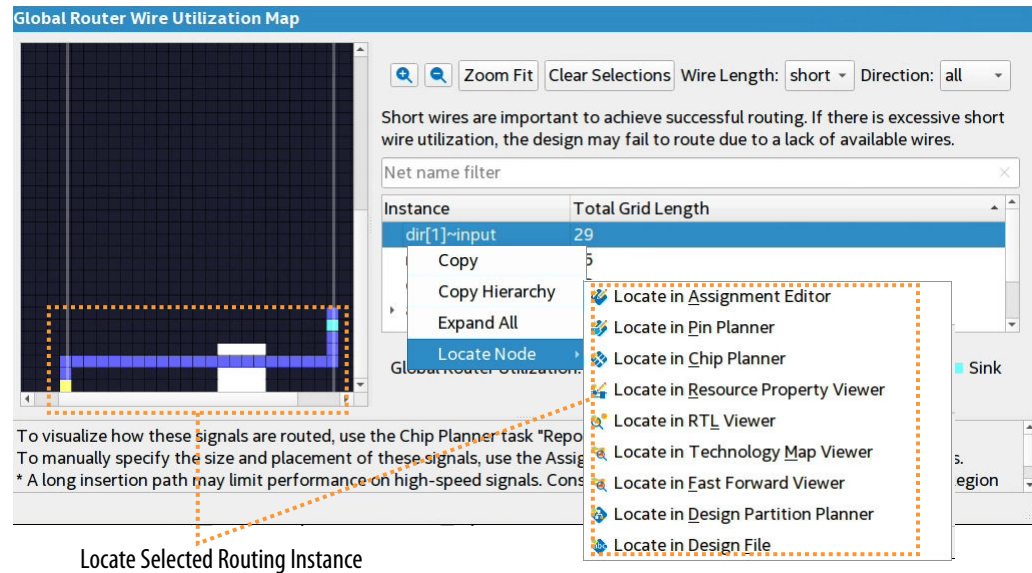 Global Router Wire Utilization Map
Zoom Fit Clear Selections Wire Length: short Direction: all
Short wires are important to achieve successful routing. If there is excessive short
wire utilization, the design may fail to route due to a lack of available wires.
Net name filter
Instance Total Grid Length
dir[1]~input 29
Copy
Copy Hierarchy
Expand All
Locate Node
Locate in Assignment Editor
Locate in Pin Planner
Locate in Chip Planner
Locate in Resource Property Viewer
Locate in RTL Viewer
Locate in Technology Map Viewer
Locate in Fast Forward Viewer
Locate in Design Partition Planner
Locate in Design File
Sink
To visualize how these signals are routed, use the Chip Planner task "Repo
To manually specify the size and placement of these signals, use the Assig s.
* A long insertion path may limit performance on high-speed signals. Cons egion
Locate Selected Routing Instance